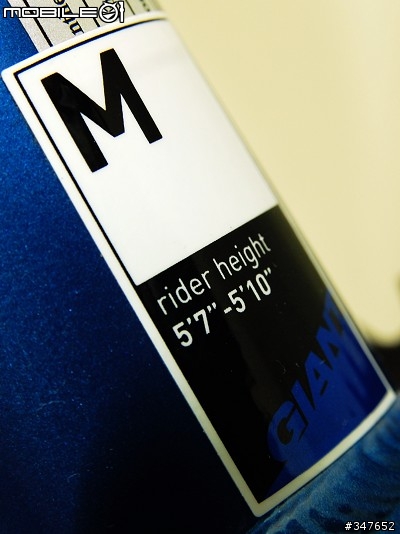 MOBILE01
M
rider height
5'7" -5'10"
GIANT
#347652